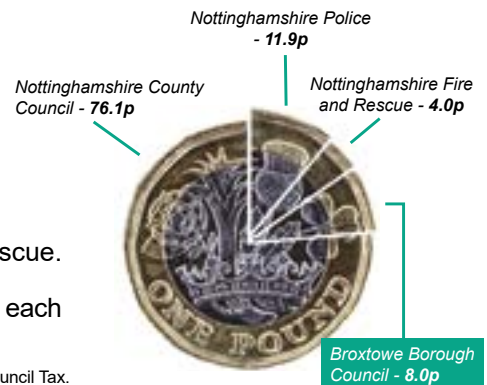 Nottinghamshire Police
- 11.9p
Nottinghamshire County
Council - 76.1p
Nottinghamshire Fire
and Rescue - 4.0p
scue.
each
uncil Tax.
ONE POUND
Broxtowe Borough
Council - 8.0p